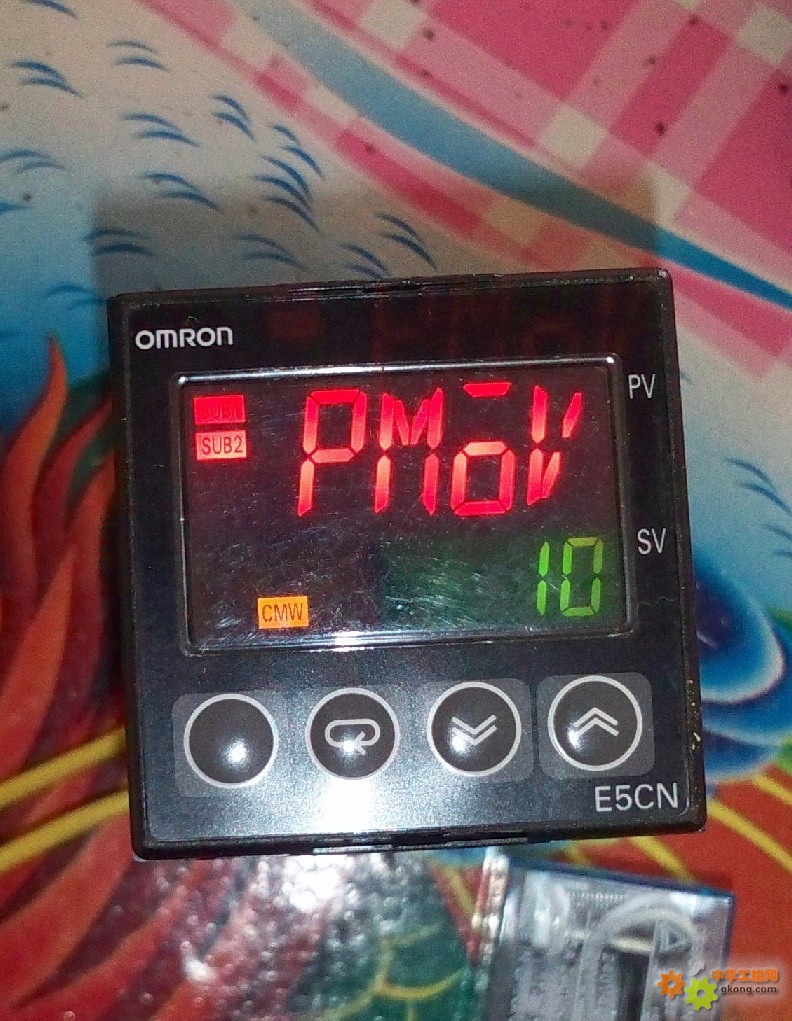 OMRON
PV
SUB1
SUB2
PMOV
SV
10
CMW
E5CN
中华工控网
gkong.com